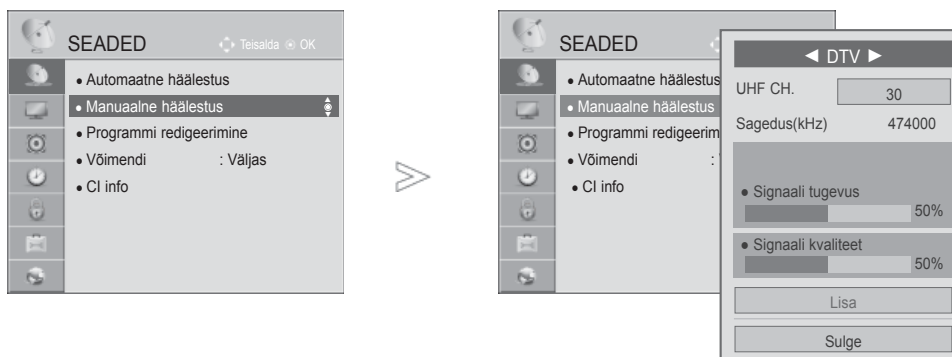 SEADED
Teisalda OK
● Automaatne häälestus
● Manuaalne häälestus
● Programmi redigeerimine
● Võimendi : Väljas
● CI info
SEADED
● Automaatne häälestus
● Manuaalne häälestus
● Programmi redigeerim
● Võimendi :
● CI info
◄ DTV ►
UHF CH. 30
Sagedus(kHz) 474000
● Signaali tugevus
50%
● Signaali kvaliteet
50%
Lisa
Sulge